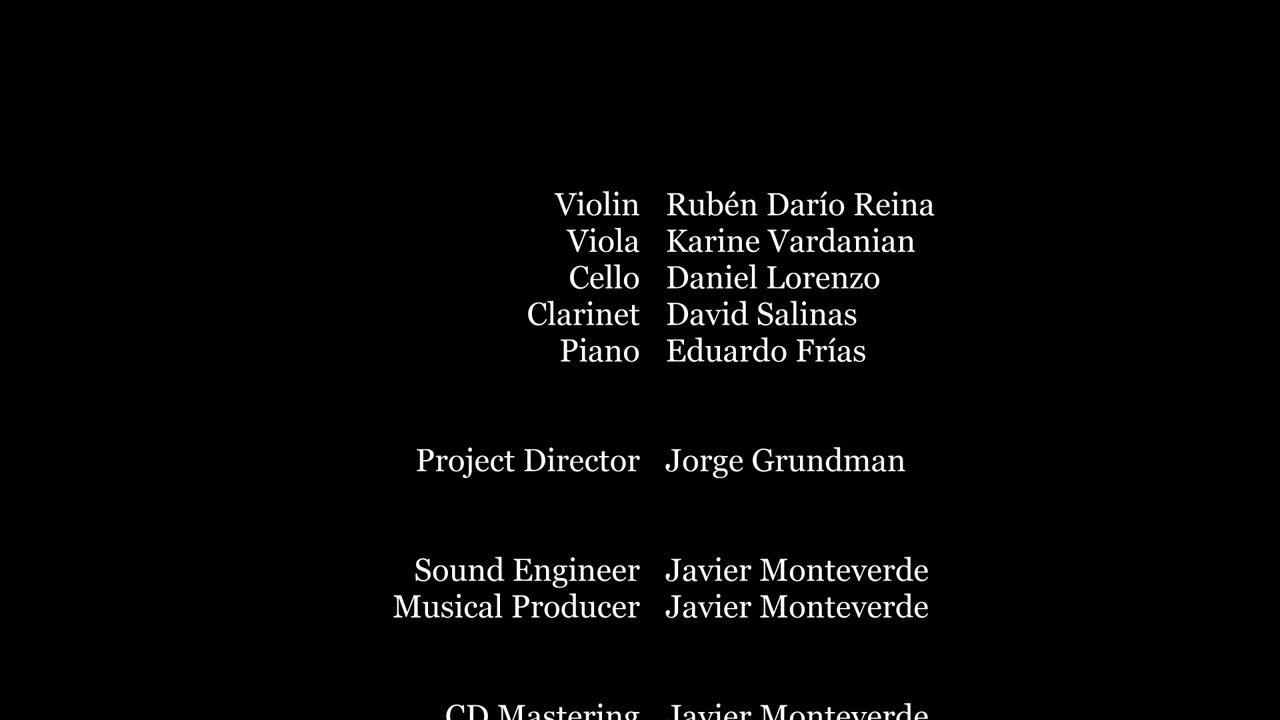 Violin Rubén Darío Reina
Viola Karine Vardanian
Cello Daniel Lorenzo
Clarinet David Salinas
Piano Eduardo Frías
Project Director Jorge Grundman
Sound Engineer Javier Monteverde
Musical Producer Javier Monteverde
CD Mastering Javier Monteverde